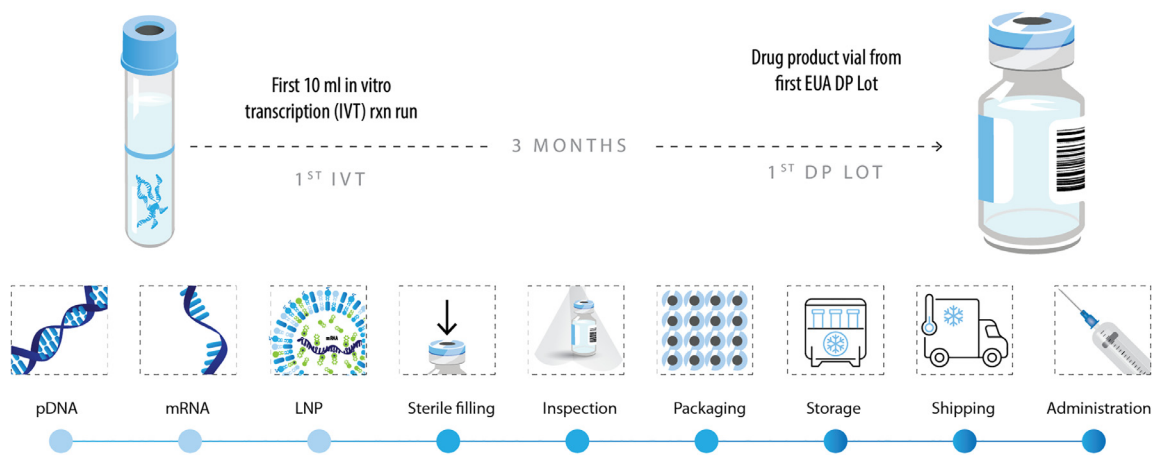 First 10 ml in vitro
transcription (IVT) rxn run
Drug product vial from
first EUA DP Lot
3 MONTHS
1ST IVT
1ST DP LOT
mRNA
pDNA
mRNA
LNP
Sterile filling
Inspection
Packaging
Storage
Shipping
Administration